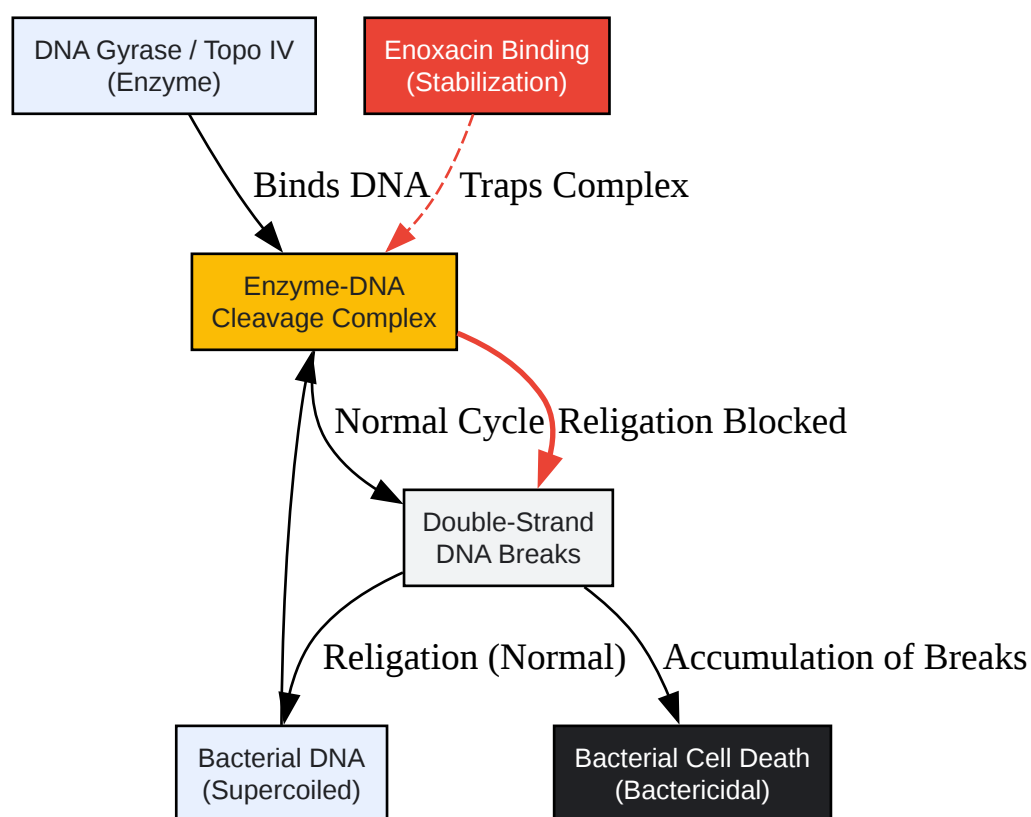 DNA Gyrase / Topo IV
(Enzyme)
Enoxacin Binding
(Stabilization)
Binds DNA
Traps Complex
Enzyme-DNA
Cleavage Complex
Normal Cycle
Religation Blocked
Double-Strand
DNA Breaks
Religation (Normal)
Accumulation of Breaks
Bacterial DNA
(Supercoiled)
Bacterial Cell Death
(Bactericidal)